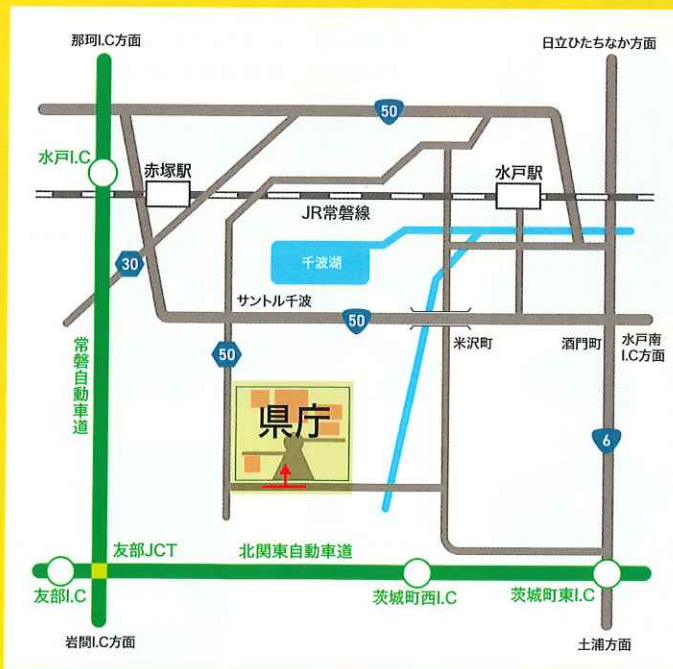 那珂I.C方面
日立ひたちなか方面
50
水戸I.C
赤塚駅
水戸駅
JR常磐線
30
千波湖
サントル千波
50
50
米沢町
酒門町
水戸南
I.C方面
常磐自動車道
県庁
6
友部JCT
北関東自動車道
友部I.C
茨城町西I.C
茨城町東I.C
岩間I.C方面
土浦方面